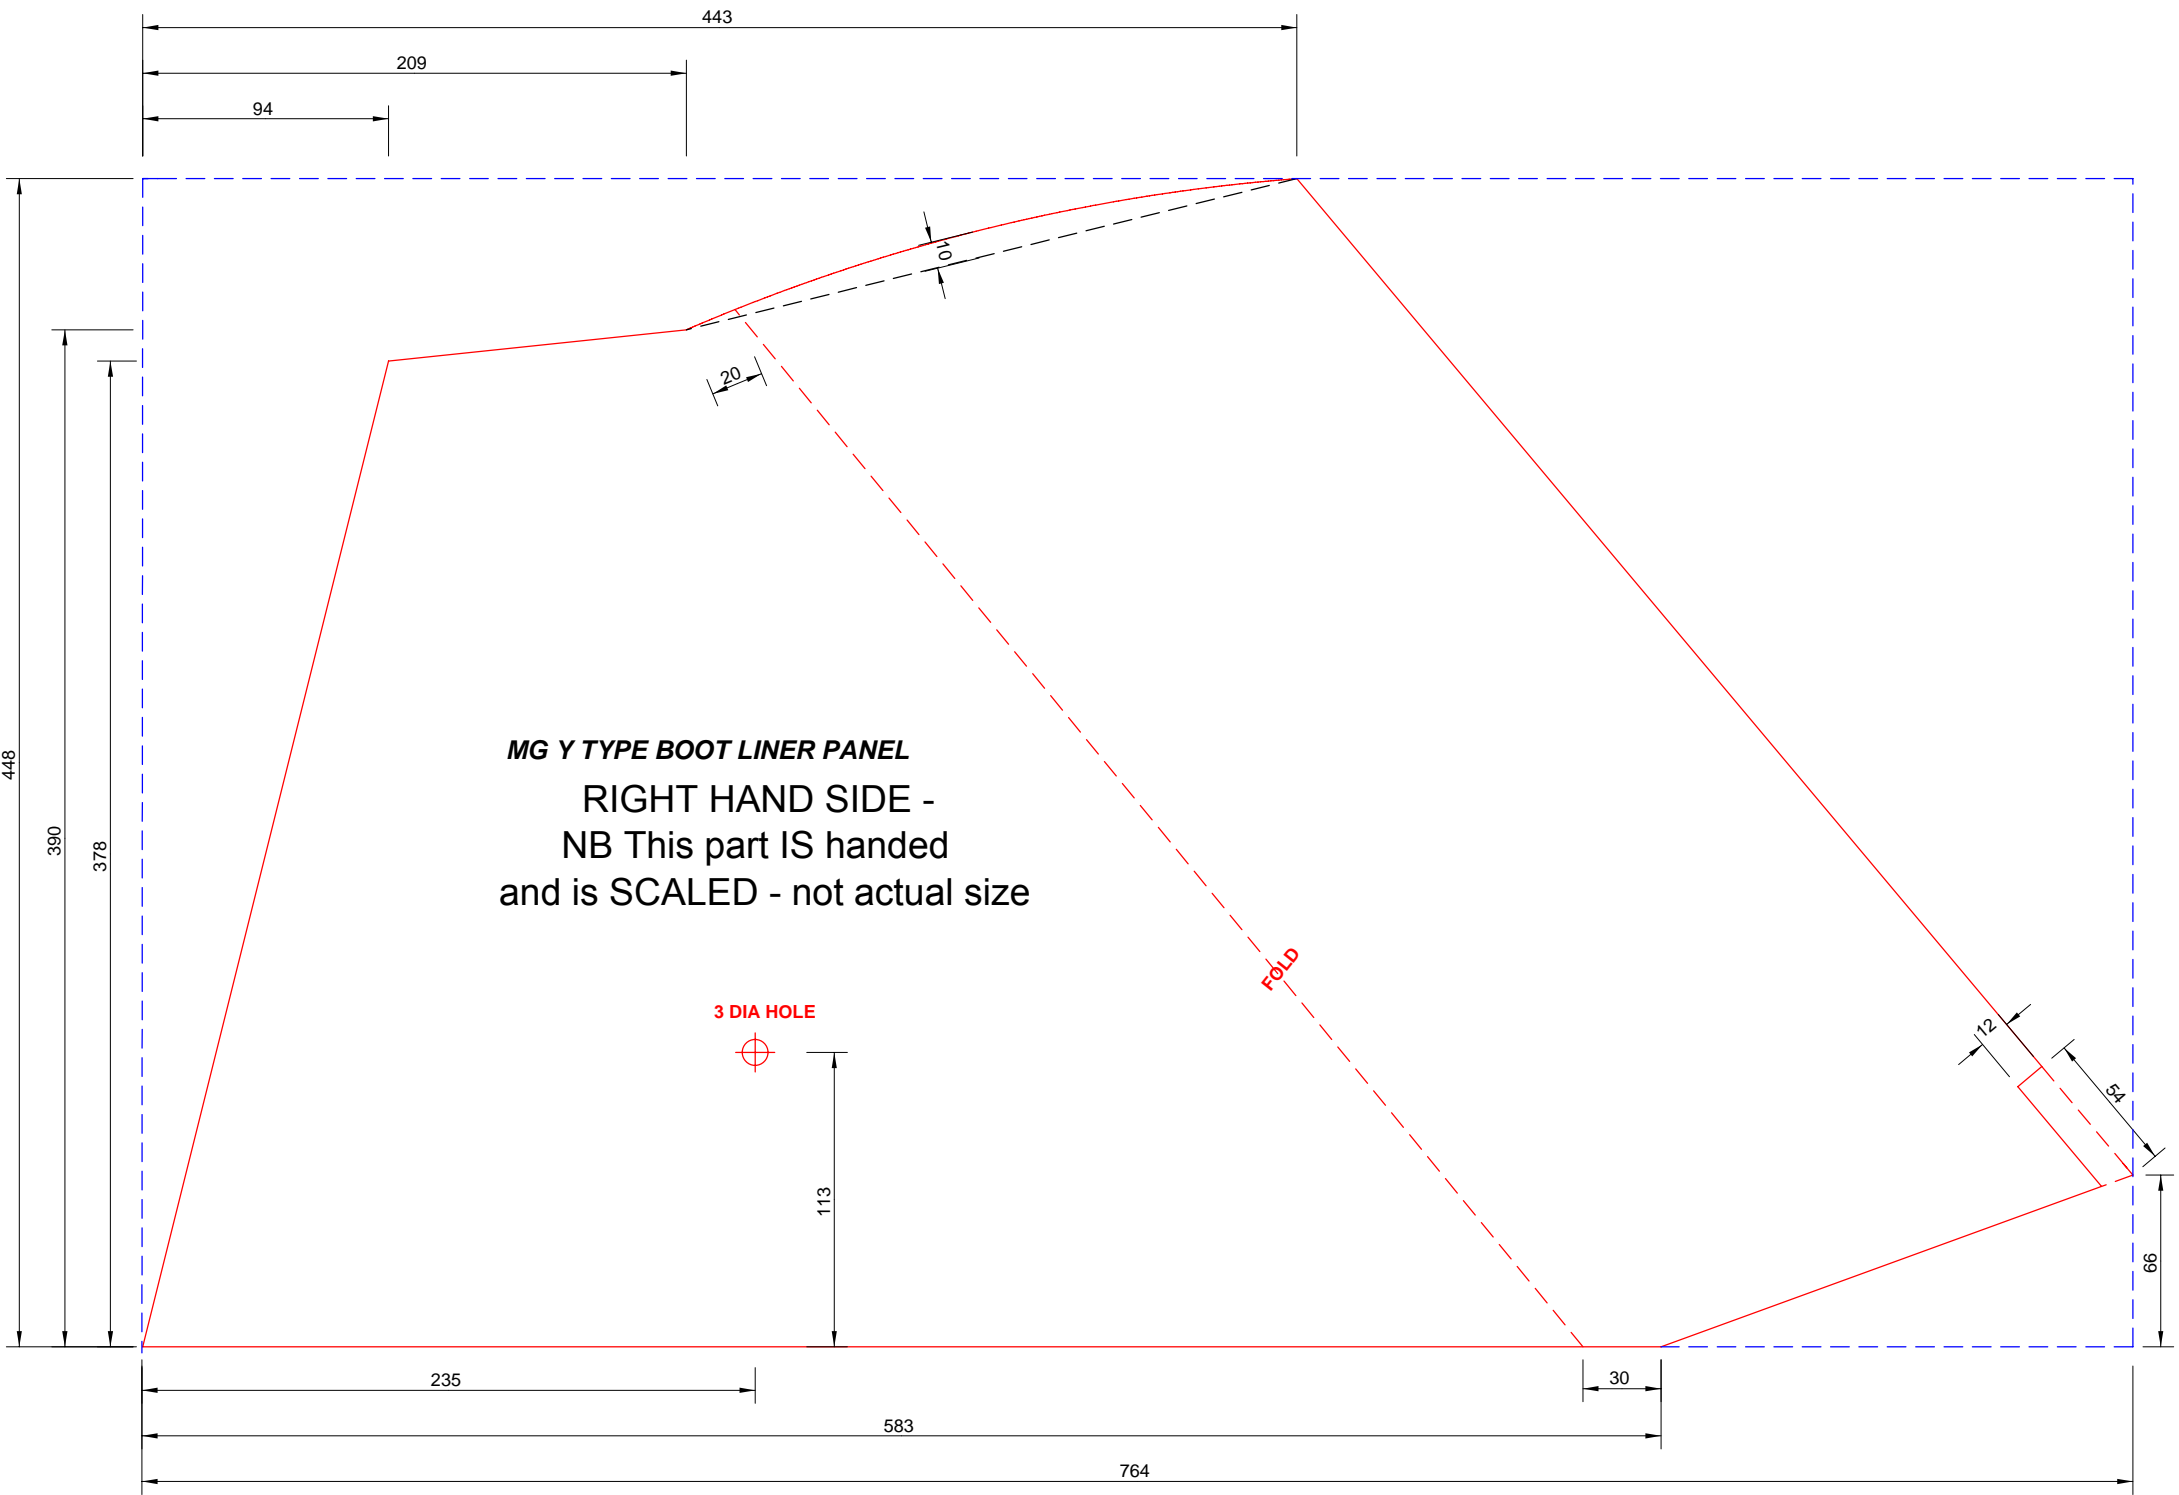 443
209
94
10
20
448
390
378
MG Y TYPE BOOT LINER PANEL
RIGHT HAND SIDE -
NB This part IS handed
and is SCALED - not actual size
FOLD
3 DIA HOLE
12
54
113
66
235
30
583
764